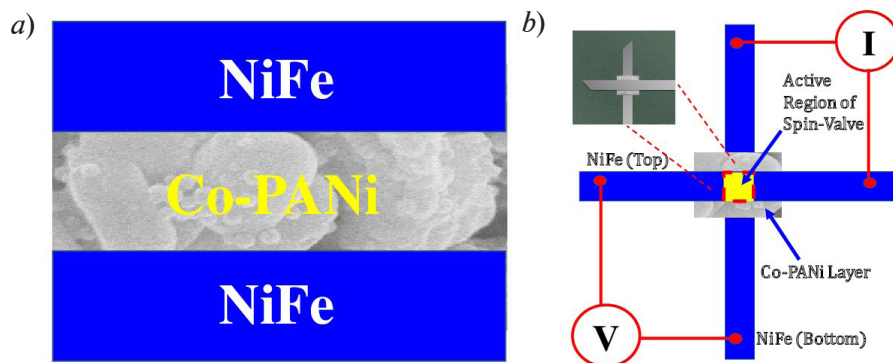 a)
NiFe
Co-PANi
NiFe
b)
I
Active
Region of
Spin-Valve
NiFe (Top)
Co-PANi Layer
V
NiFe (Bottom)